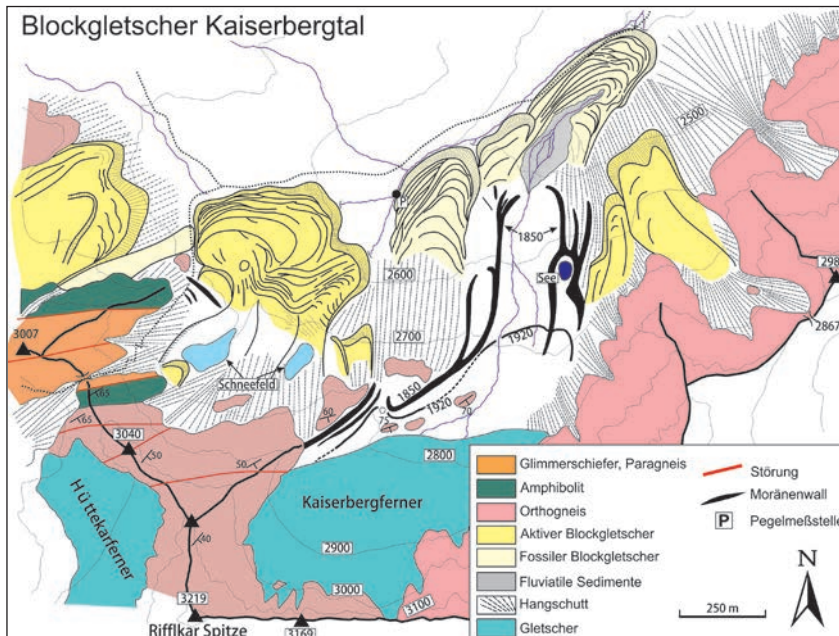 Blockgletscher Kaiserbergtal
2500
P
1850
See
2600
298
2867
3007
2700
1920
Schneefeld
1850
1920
65
60
75
70
65
3040
50
50
2800
Hüttekarferner
Kaiserbergferner
40
2900
3000
3219
3100
Rifflkar Spitze
3169
Glimmerschiefer, Paragneis
Amphibolit
Orthogneis
Aktiver Blockgletscher
Fossiler Blockgletscher
Fluviatile Sedimente
Hangschutt
Gletscher
Störung
Moränenwall
P Pegelmeßstelle
N
250 m